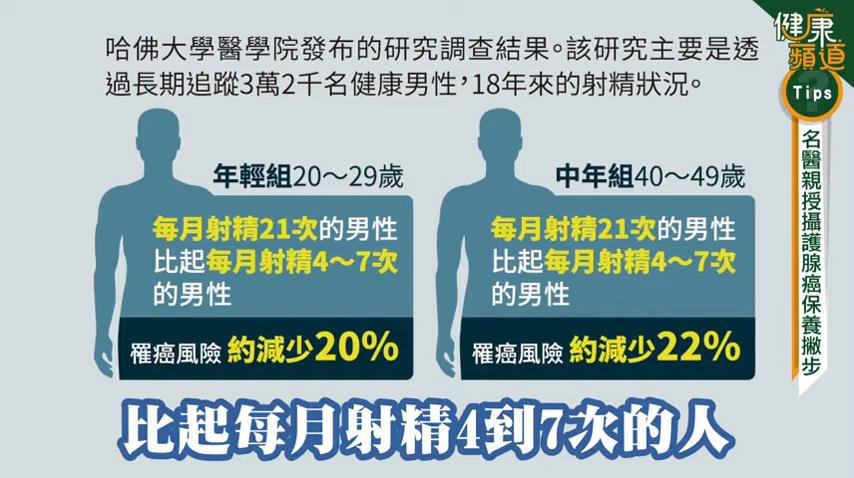 哈佛大學醫學院發布的研究調查結果。該研究主要是透
過長期追蹤3萬2千名健康男性，18年來的射精狀況。
年輕組20～29歲
每月射精21次的男性
比起每月射精4～7次
的男性
罹癌風險 約減少20%
中年組40～49歲
每月射精21次的男性
比起每月射精4～7次
的男性
罹癌風險 約減少22%
比起每月射精4到7次的人
健康
頻道
Tips
名醫親授攝護腺癌保養撇步